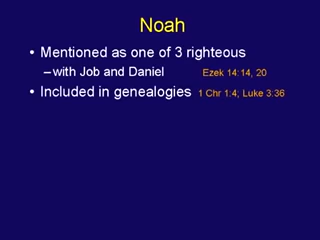 Noah
• Mentioned as one of 3 righteous
– with Job and Daniel Ezek 14:14, 20
• Included in genealogies 1 Chr 1:4; Luke 3:36